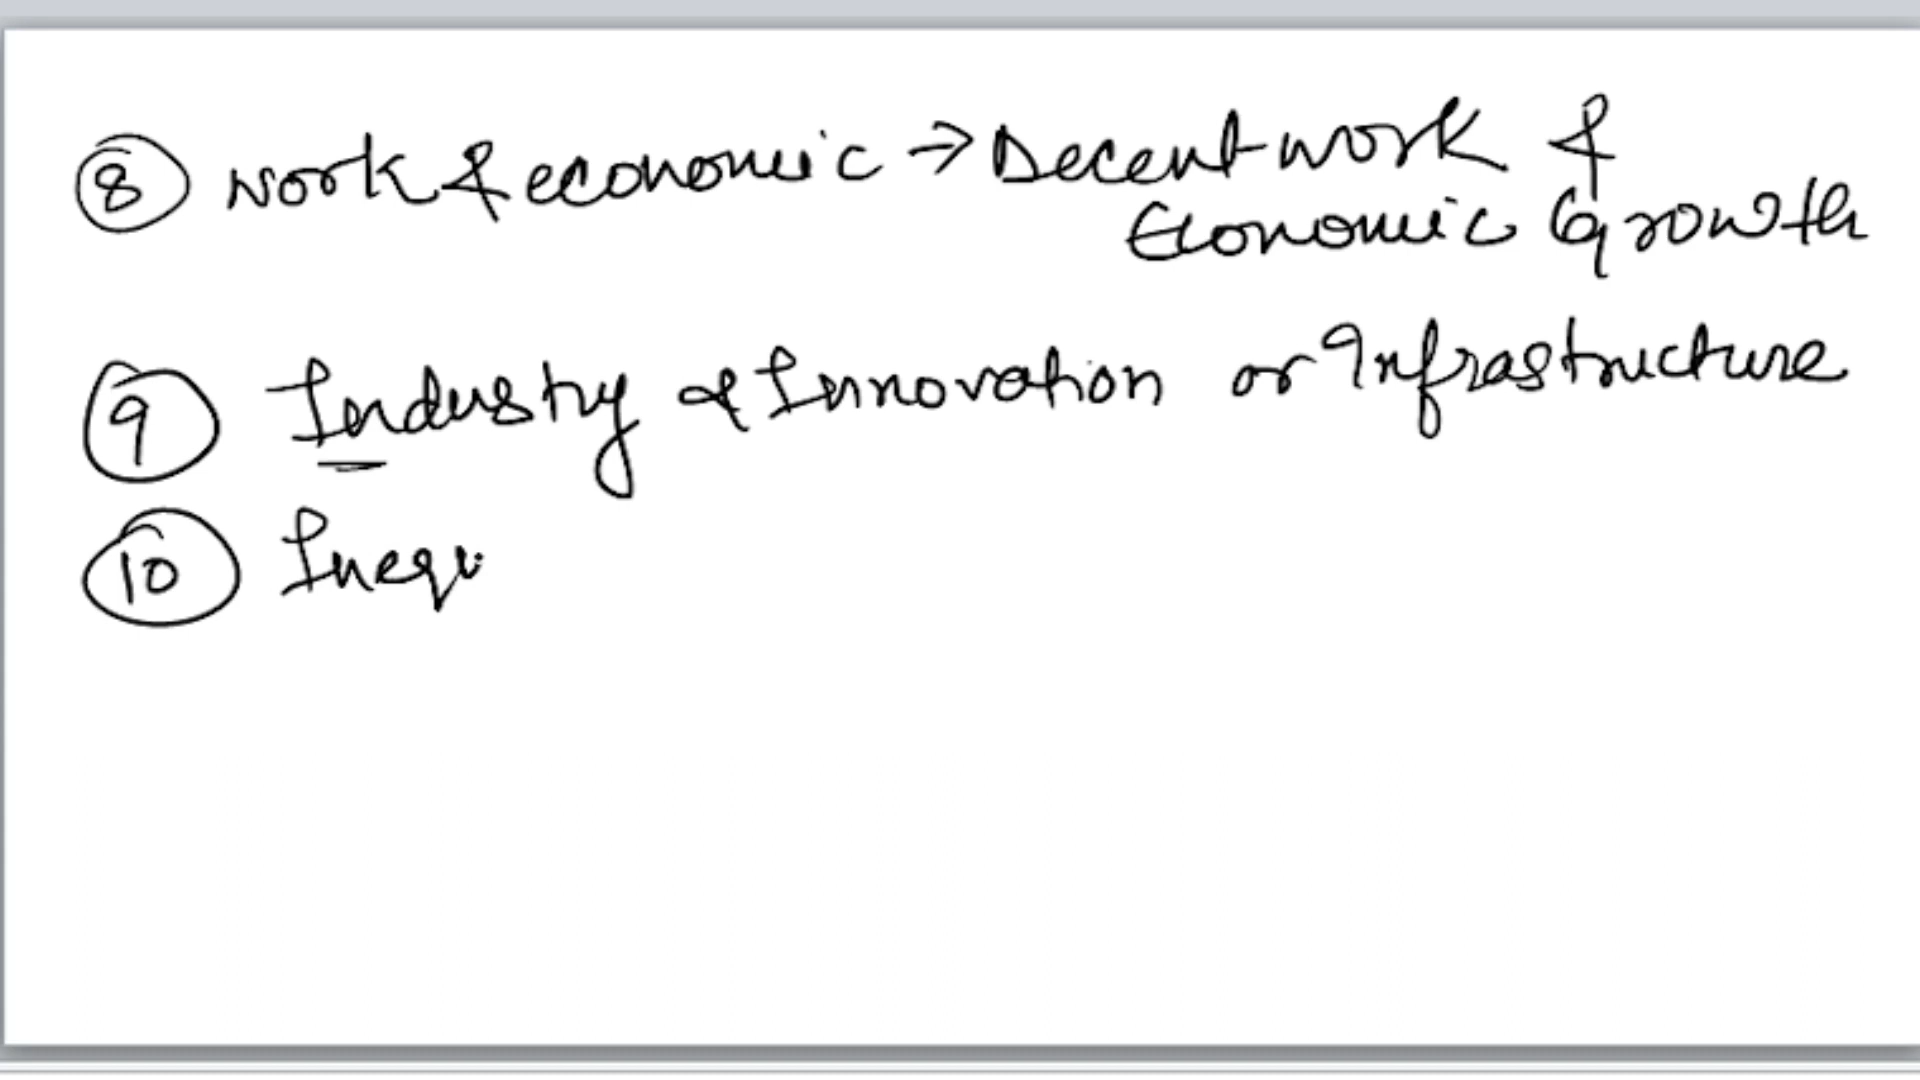 8 work & economic → Decent work &
Economic Growth
9 Industry & Innovation or Infrastructure
10 Inequ